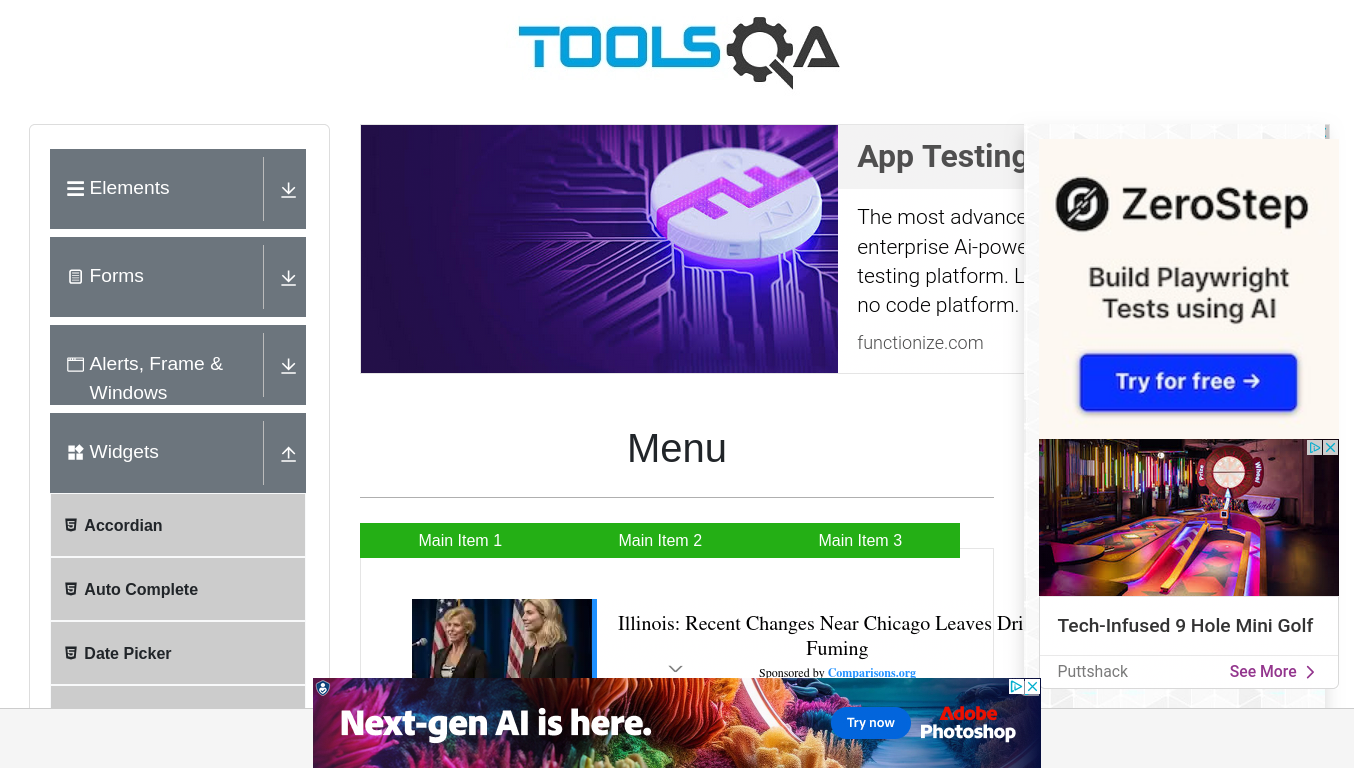 TOOLSQA
Elements
Forms
Alerts, Frame &
Windows
Widgets
Accordian
Auto Complete
Date Picker
App Testing
The most advance
enterprise Ai-powe
testing platform. L
no code platform.
functionize.com
Menu
Main Item 1
Main Item 2
Main Item 3
Illinois: Recent Changes Near Chicago Leaves Dri
Fuming
Sponsored by Comparisons.org
ZeroStep
Build Playwright
Tests using AI
Try for free →
Tech-Infused 9 Hole Mini Golf
Puttshack
See More
Next-gen AI is here.
Try now
Adobe
Photoshop